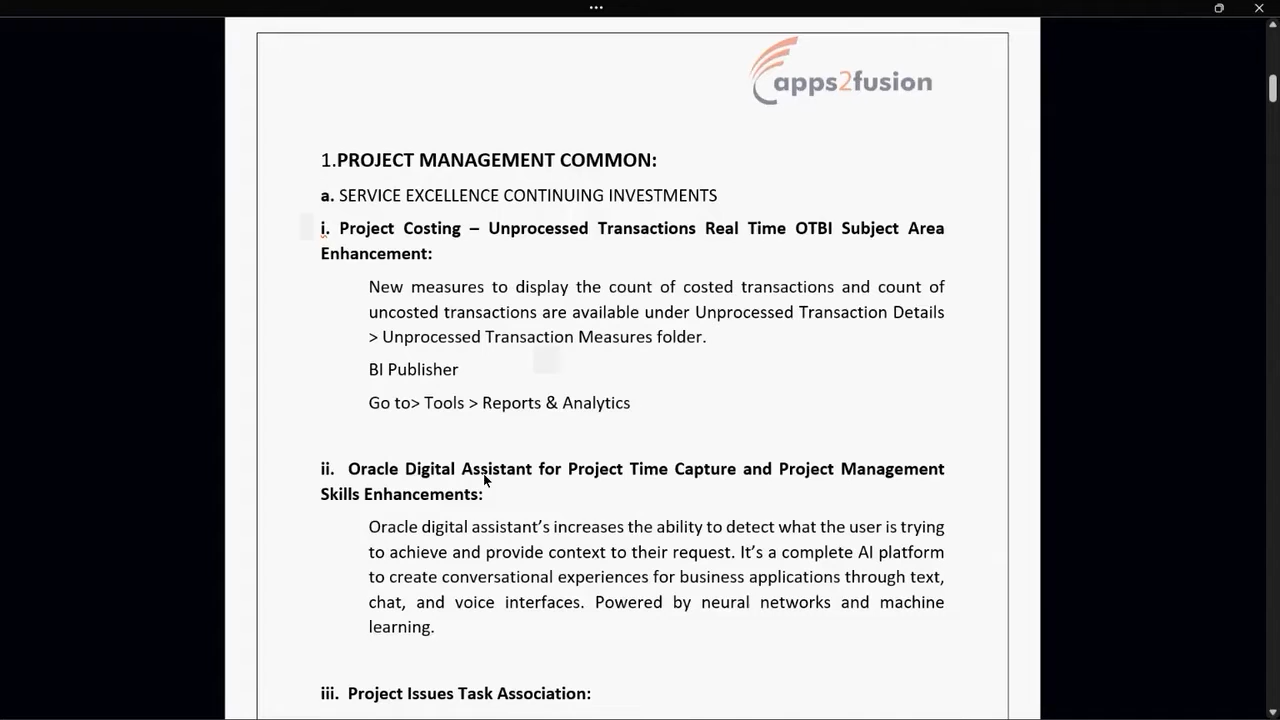 apps2fusion
1.PROJECT MANAGEMENT COMMON:
a. SERVICE EXCELLENCE CONTINUING INVESTMENTS
i. Project Costing – Unprocessed Transactions Real Time OTBI Subject Area
Enhancement:
New measures to display the count of costed transactions and count of
uncosted transactions are available under Unprocessed Transaction Details
> Unprocessed Transaction Measures folder.
BI Publisher
Go to> Tools > Reports & Analytics
ii. Oracle Digital Assistant for Project Time Capture and Project Management
Skills Enhancements:
Oracle digital assistant’s increases the ability to detect what the user is trying
to achieve and provide context to their request. It’s a complete AI platform
to create conversational experiences for business applications through text,
chat, and voice interfaces. Powered by neural networks and machine
learning.
iii. Project Issues Task Association: